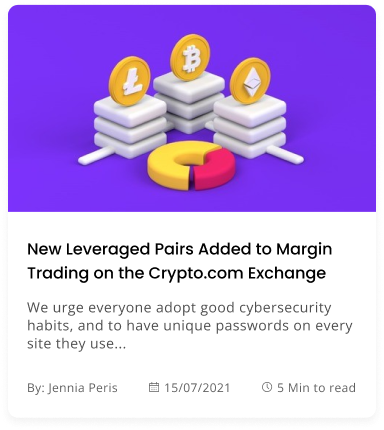 New Leveraged Pairs Added to Margin
Trading on the Crypto.com Exchange
We urge everyone adopt good cybersecurity
habits, and to have unique passwords on every
site they use...
By: Jennia Peris 15/07/2021 5 Min to read